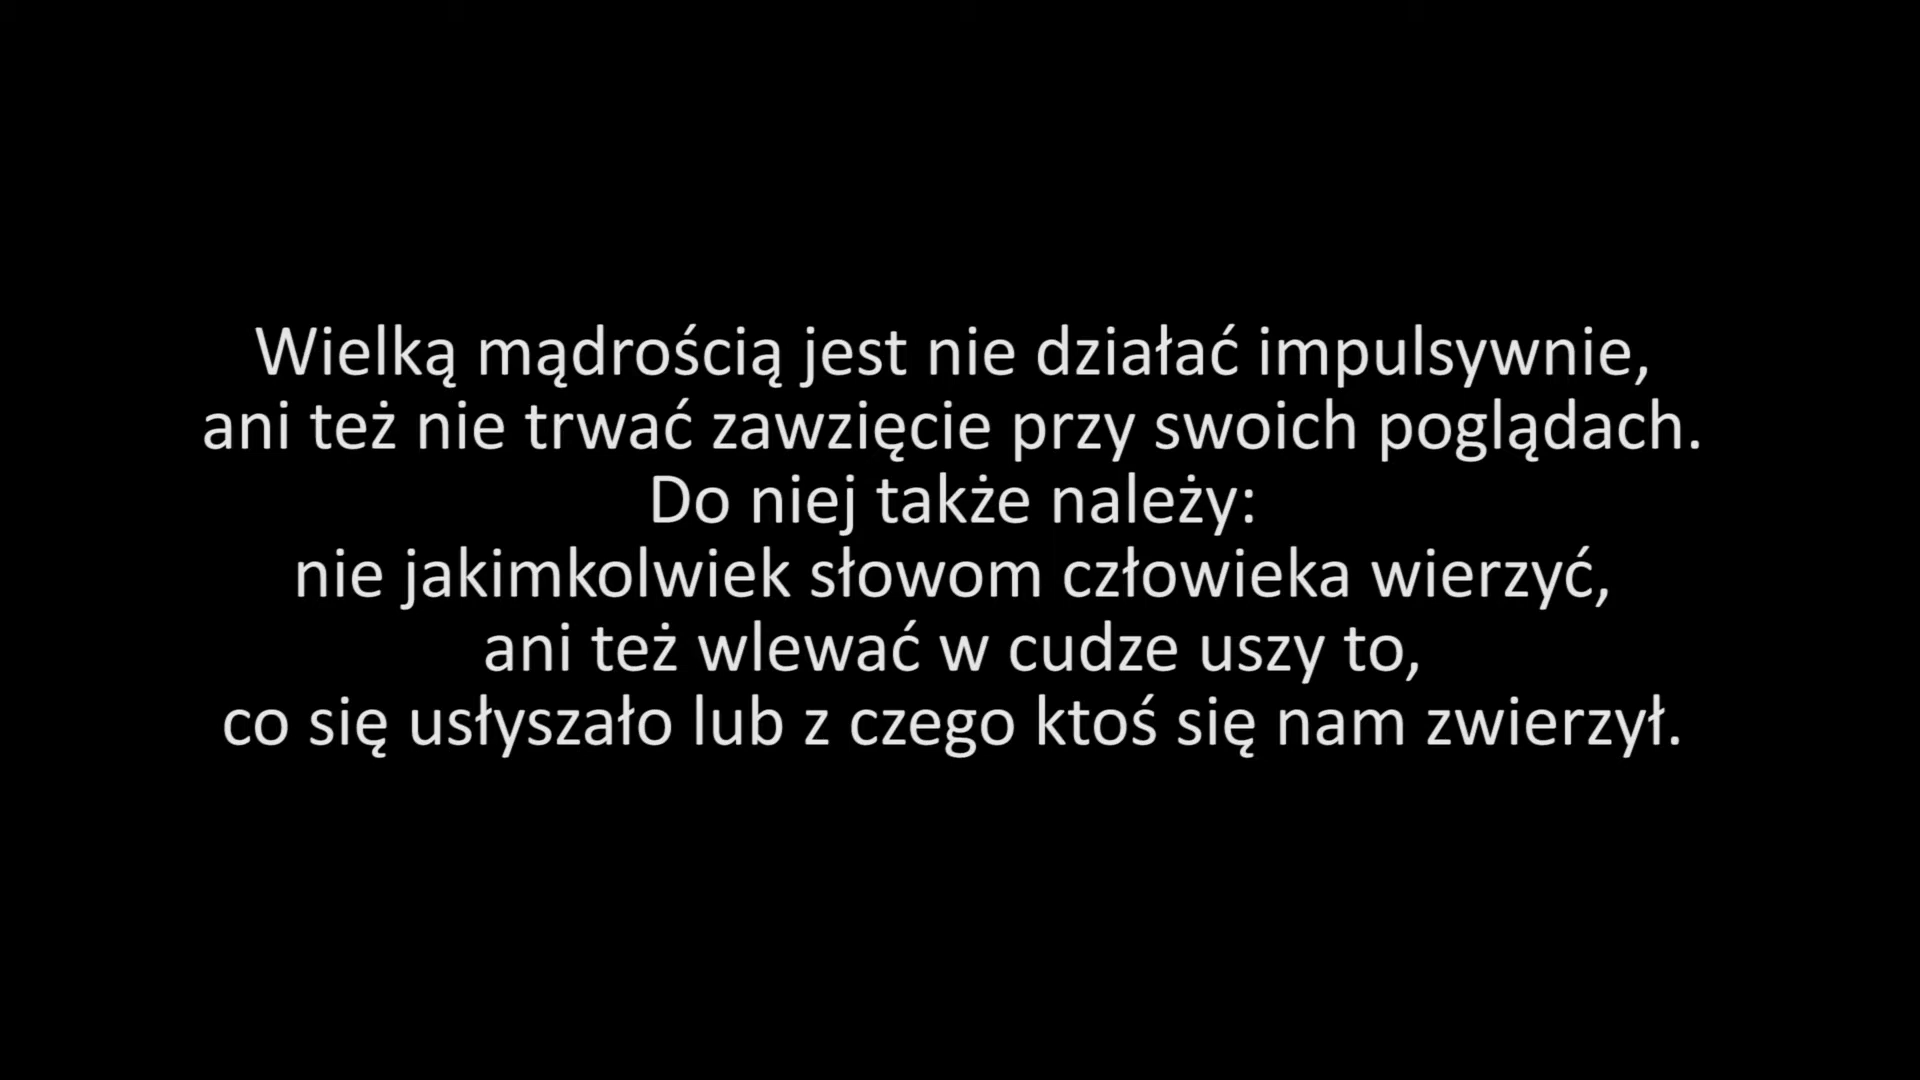 Wielką mądrością jest nie działać impulsywnie,
ani też nie trwać zawzięcie przy swoich poglądach.
Do niej także należy:
nie jakimkolwiek słowom człowieka wierzyć,
ani też wlewać w cudze uszy to,
co się usłyszało lub z czego ktoś się nam zwierzył.